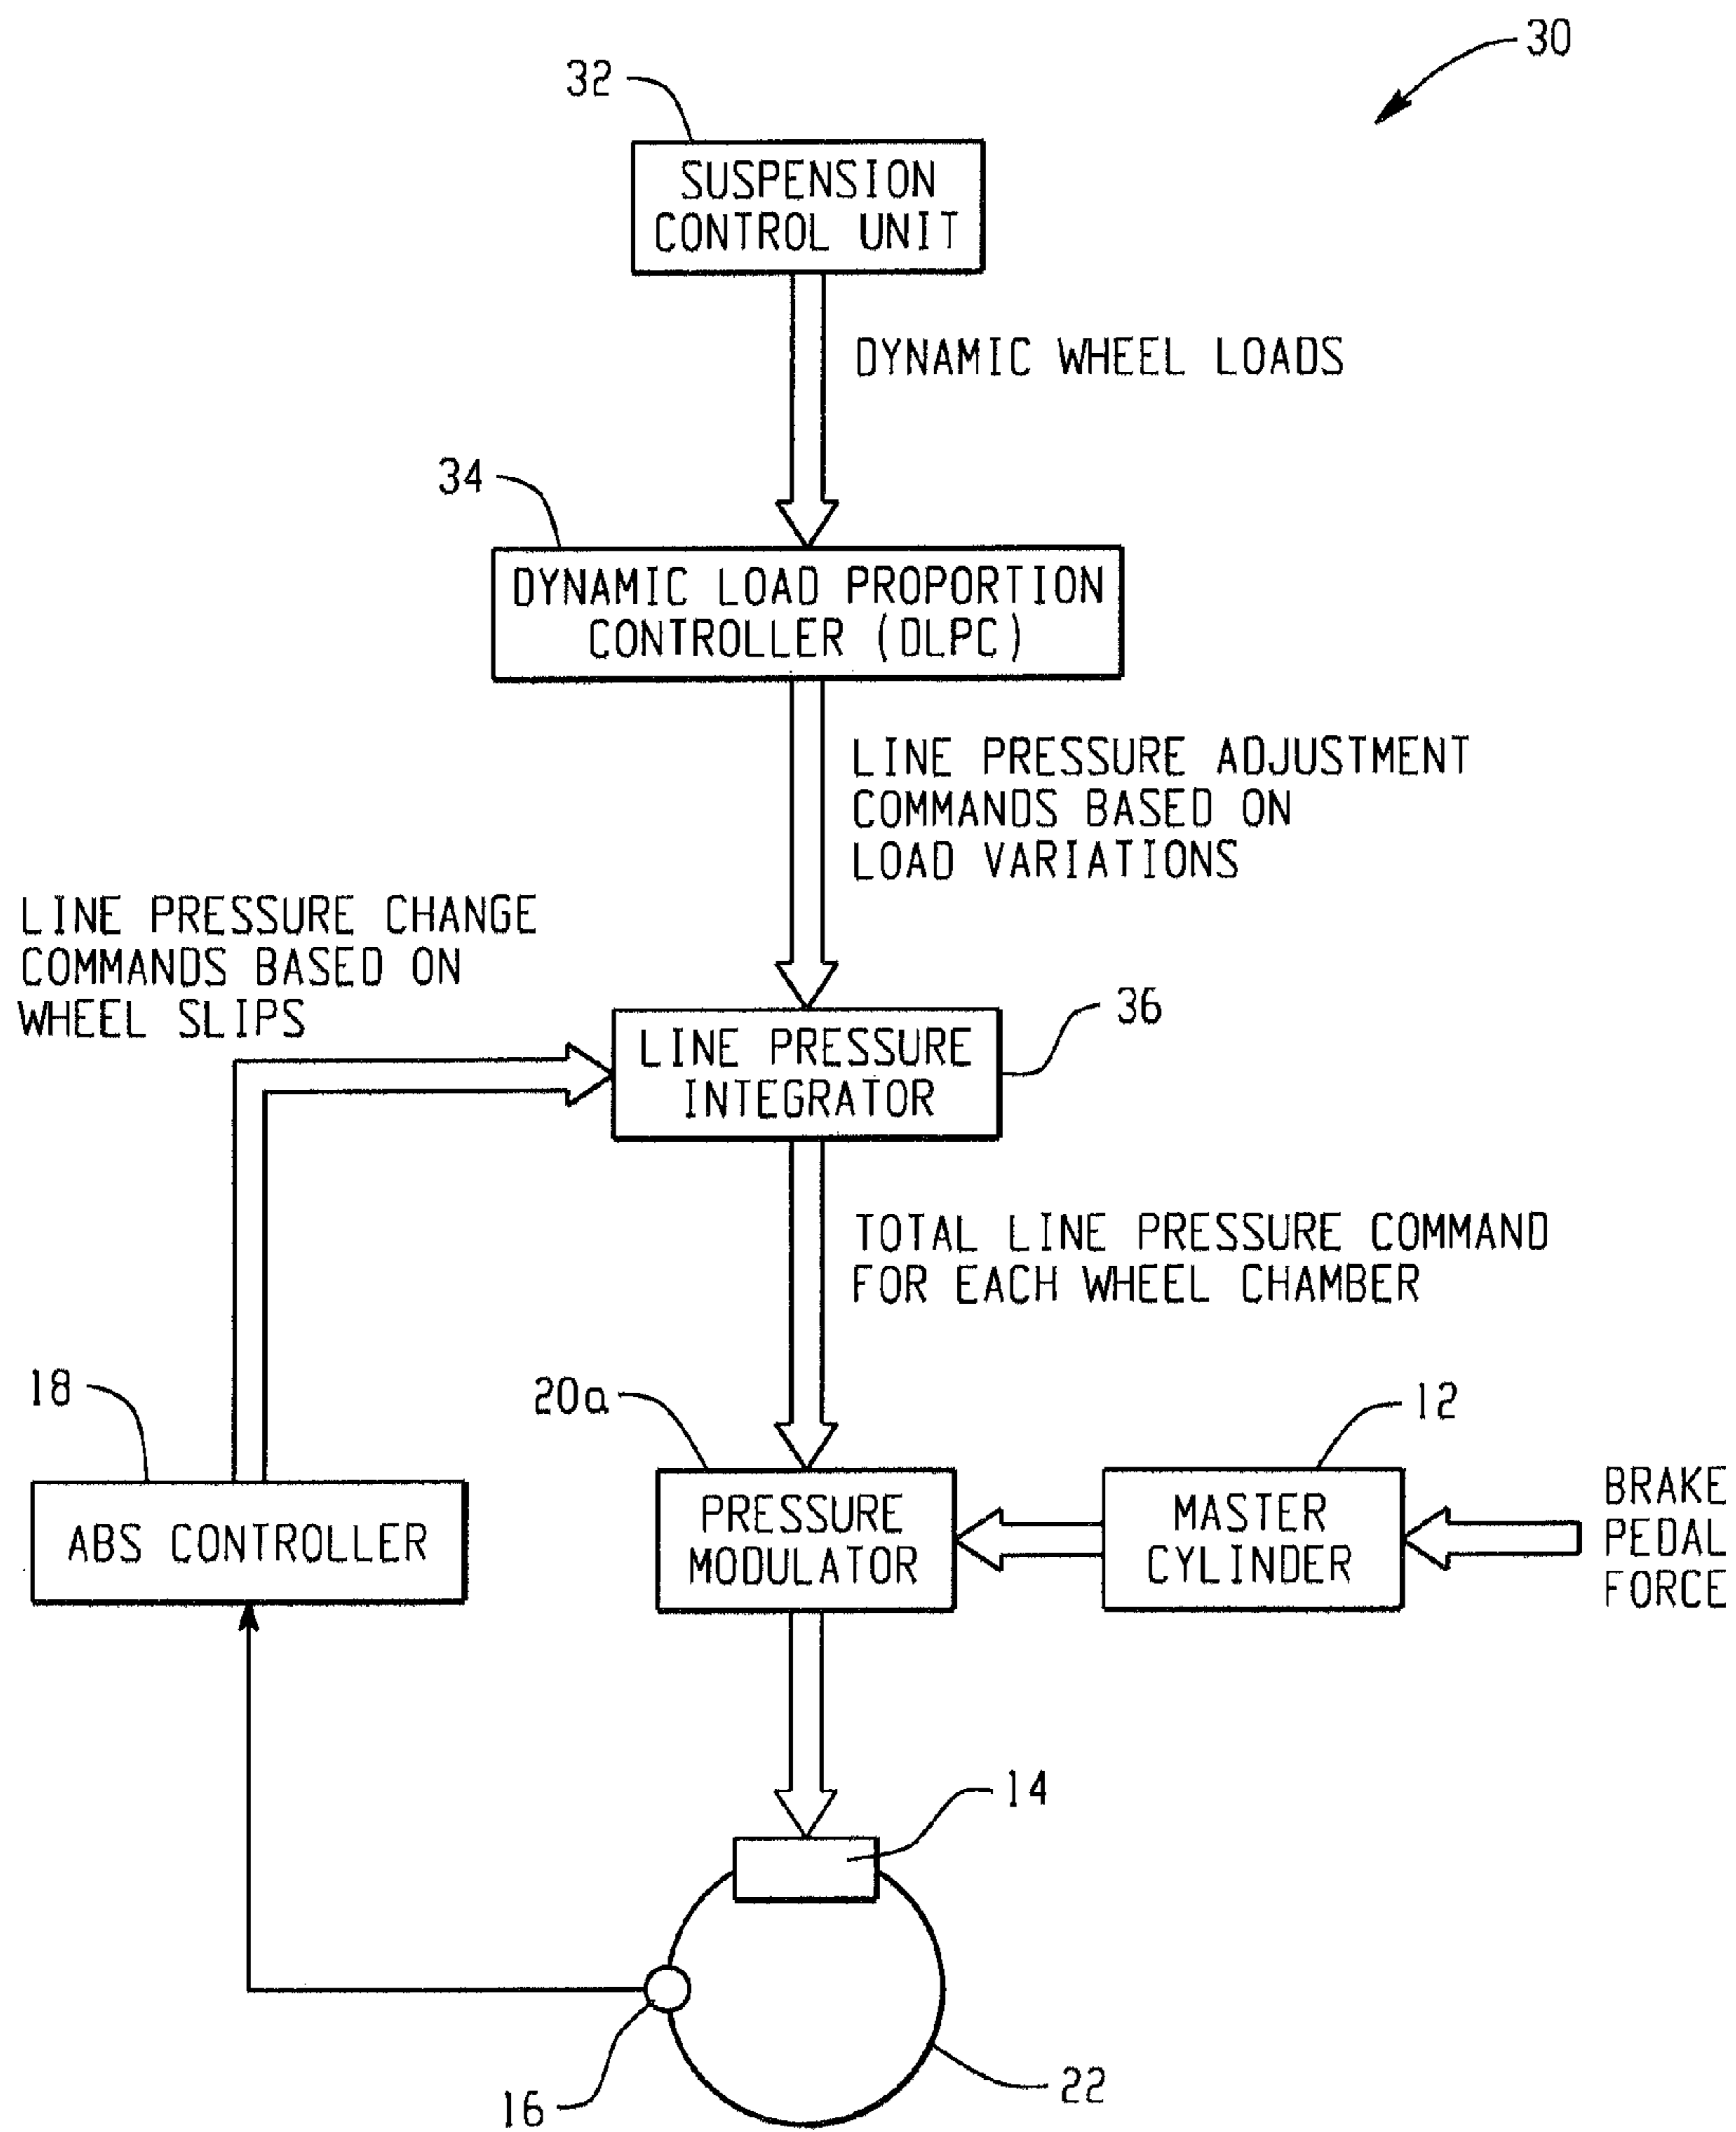 30
32
SUSPENSION
CONTROL UNIT
DYNAMIC WHEEL LOADS
34
DYNAMIC LOAD PROPORTION
CONTROLLER (DLPC)
LINE PRESSURE ADJUSTMENT
COMMANDS BASED ON
LOAD VARIATIONS
LINE PRESSURE CHANGE
COMMANDS BASED ON
WHEEL SLIPS
36
LINE PRESSURE
INTEGRATOR
TOTAL LINE PRESSURE COMMAND
FOR EACH WHEEL CHAMBER
18
20a
12
ABS CONTROLLER
PRESSURE
MODULATOR
MASTER
CYLINDER
BRAKE
PEDAL
FORCE
14
16
22